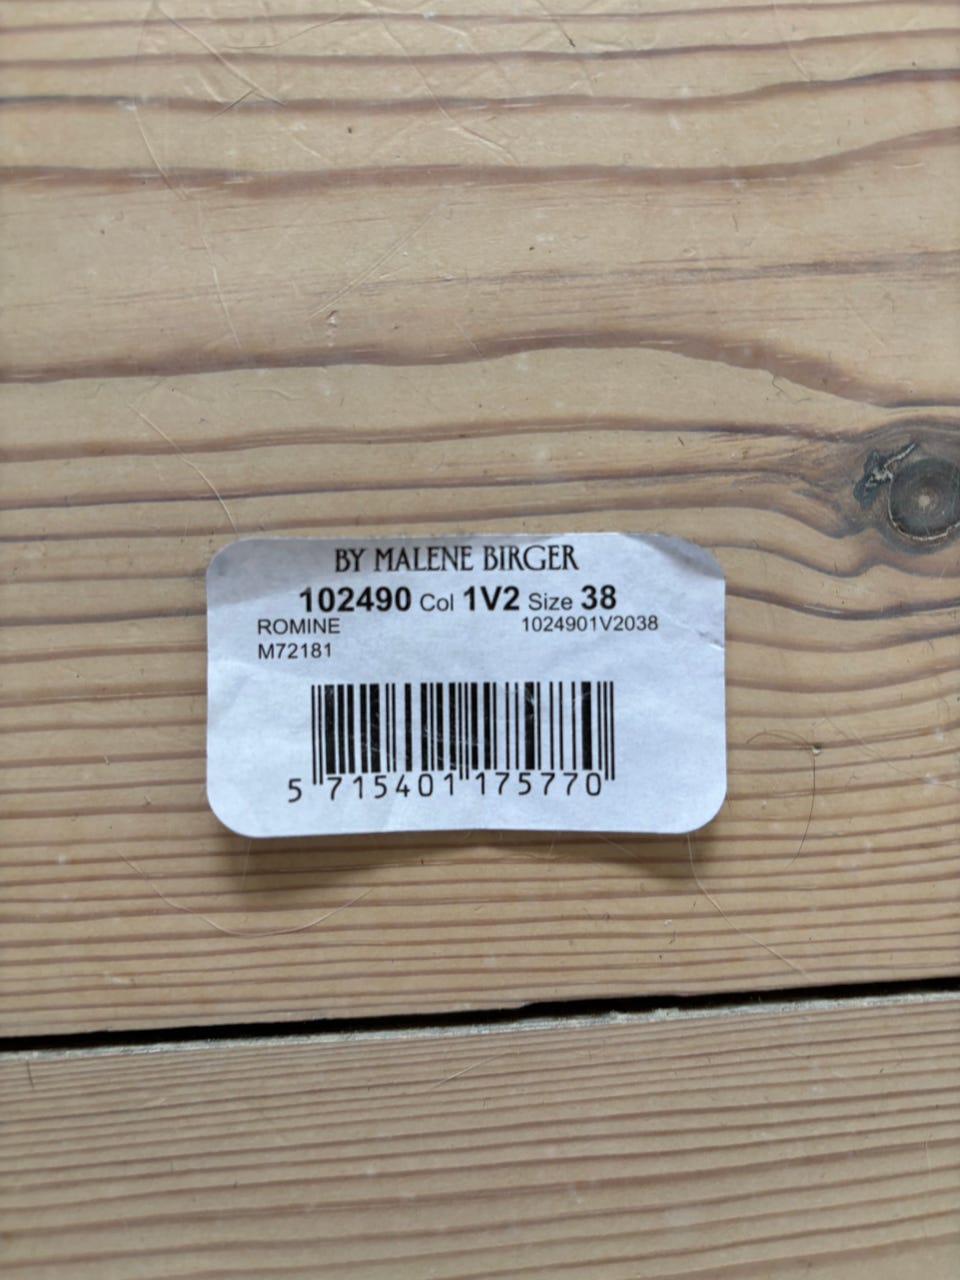 BY MALENE BIRGER
102490 Col 1V2 Size 38
ROMINE 1024901V2038
M72181
5 715401 175770